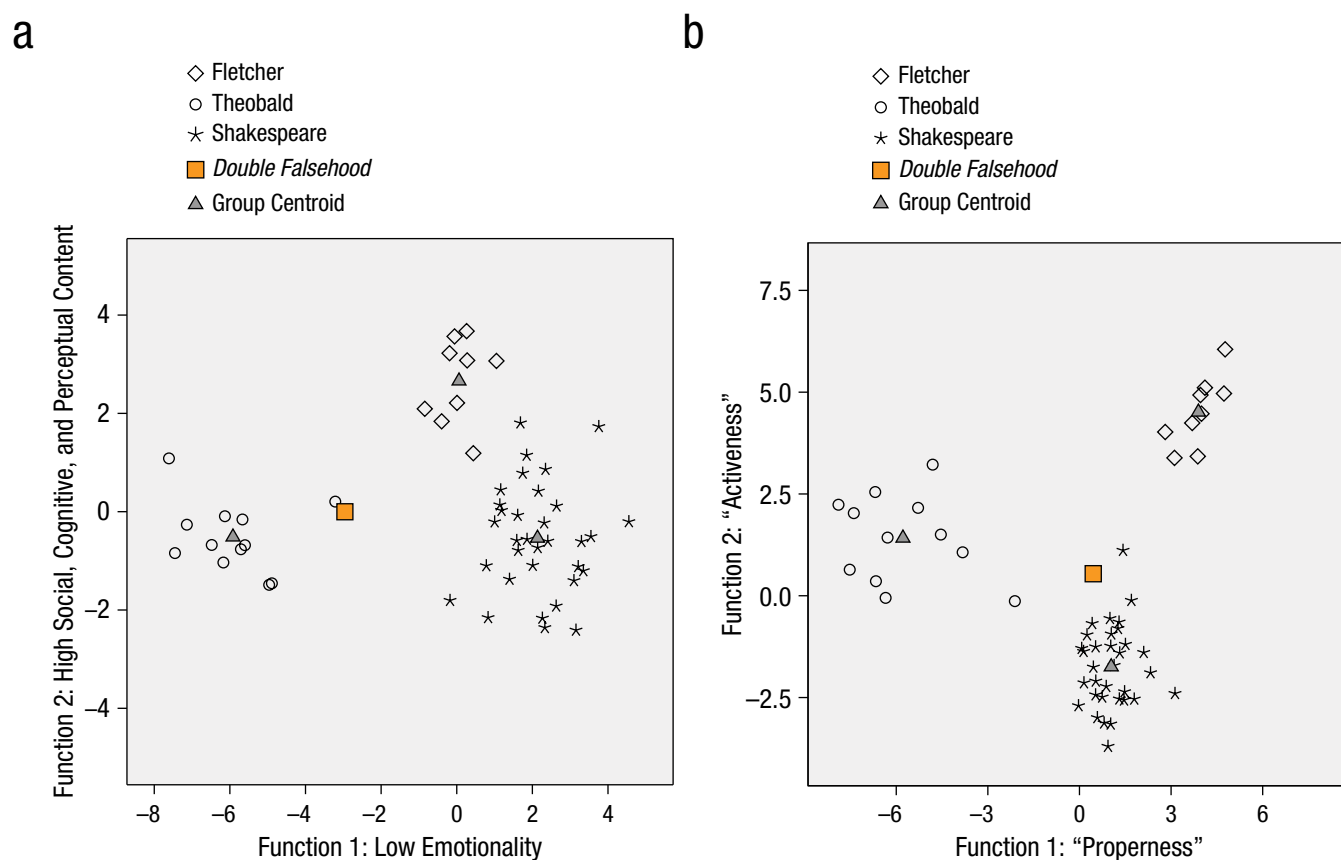 a
Fletcher
Theobald
Shakespeare
Double Falsehood
Group Centroid
Function 2: High Social, Cognitive, and Perceptual Content
4
2
0
−2
−4
−8
−6
−4
−2
0
2
4
Function 1: Low Emotionality
b
Fletcher
Theobald
Shakespeare
Double Falsehood
Group Centroid
Function 2: “Activeness”
7.5
5.0
2.5
0.0
−2.5
−6
−3
0
3
6
Function 1: “Properness”